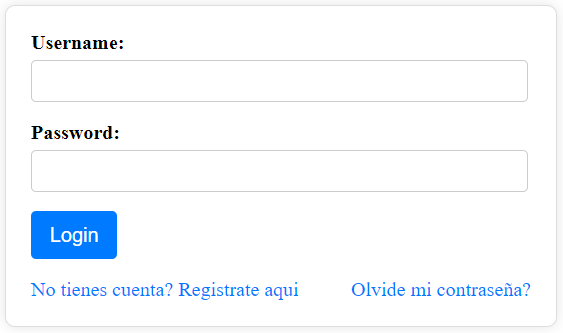 Username:
Password:
Login
No tienes cuenta? Registrate aqui Olvide mi contraseña?